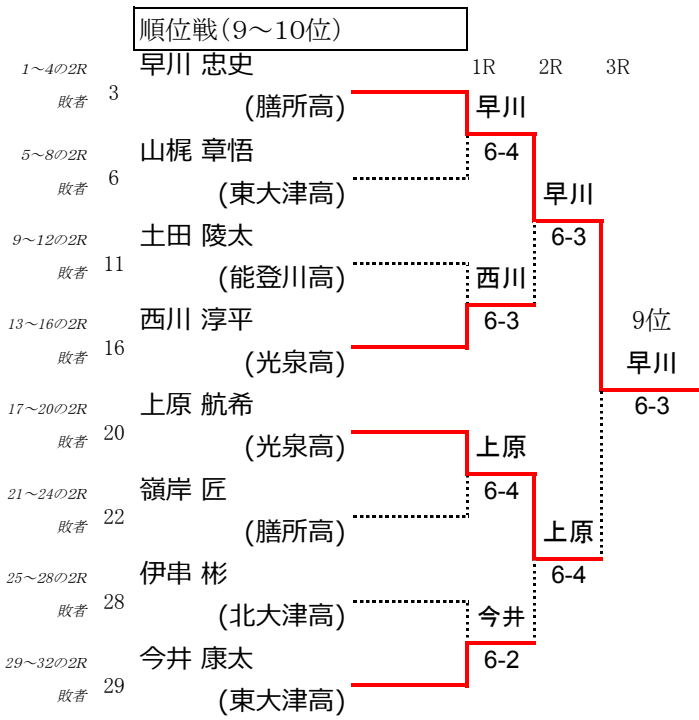 順位戦(9～10位)
1～4の2R 早川 忠史 1R 2R 3R
敗者 3 (膳所高) 早川
5～8の2R 山梶 章悟 6-4
敗者 6 (東大津高) 早川
9～12の2R 土田 陵太 6-3
敗者 11 (能登川高) 西川
13～16の2R 西川 淳平 6-3 9位
敗者 16 (光泉高) 早川
17～20の2R 上原 航希 6-3
敗者 20 (光泉高) 上原
21～24の2R 嶺岸 匠 6-4
敗者 22 (膳所高) 上原
25～28の2R 伊串 彬 6-4
敗者 28 (北大津高) 今井
29～32の2R 今井 康太 6-2
敗者 29 (東大津高)